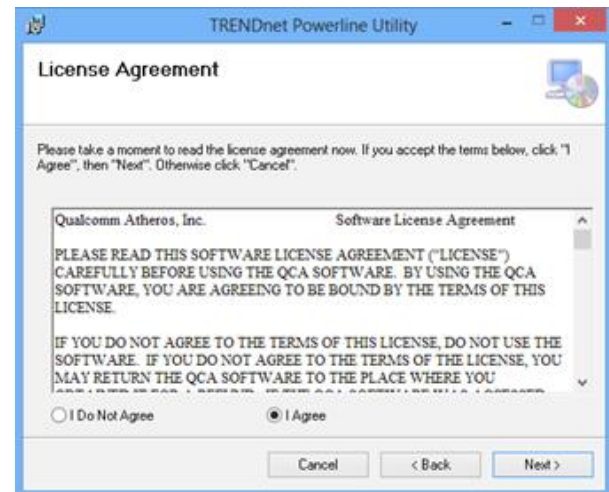 TRENDnet Powerline Utility
License Agreement
Please take a moment to read the license agreement now. If you accept the terms below, click "I
Agree", then "Next". Otherwise click "Cancel".
Qualcomm Atheros, Inc. Software License Agreement
PLEASE READ THIS SOFTWARE LICENSE AGREEMENT ("LICENSE")
CAREFULLY BEFORE USING THE QCA SOFTWARE. BY USING THE QCA
SOFTWARE, YOU ARE AGREEING TO BE BOUND BY THE TERMS OF THIS
LICENSE.
IF YOU DO NOT AGREE TO THE TERMS OF THIS LICENSE, DO NOT USE THE
SOFTWARE. IF YOU DO NOT AGREE TO THE TERMS OF THE LICENSE, YOU
MAY RETURN THE QCA SOFTWARE TO THE PLACE WHERE YOU
I Do Not Agree I Agree
Cancel < Back Next >